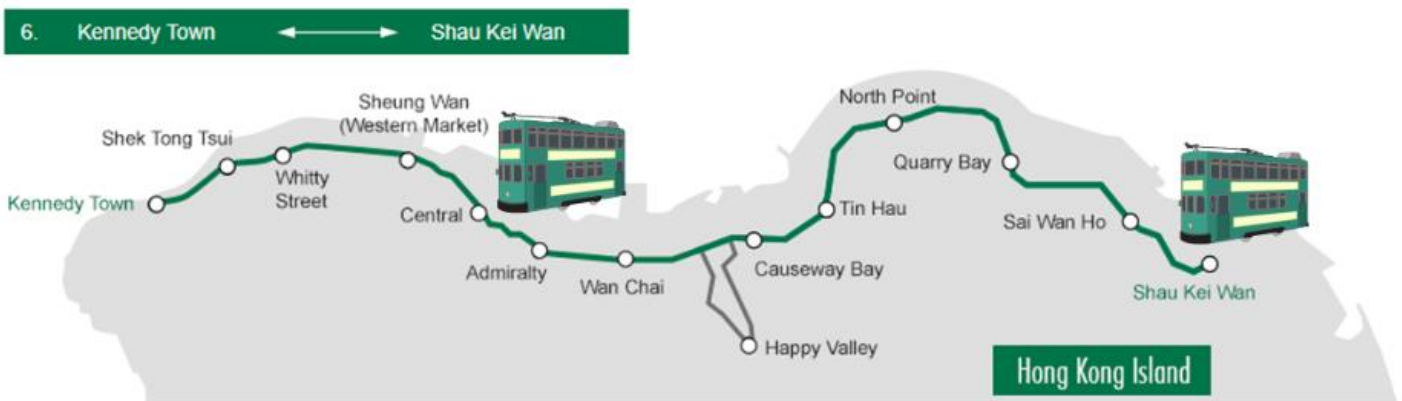 6. Kennedy Town Shau Kei Wan
Sheung Wan
(Western Market)
Shek Tong Tsui
Whitty
Street
Kennedy Town
Central
Admiralty
Wan Chai
Causeway Bay
Happy Valley
Tin Hau
North Point
Quarry Bay
Sai Wan Ho
Shau Kei Wan
Hong Kong Island